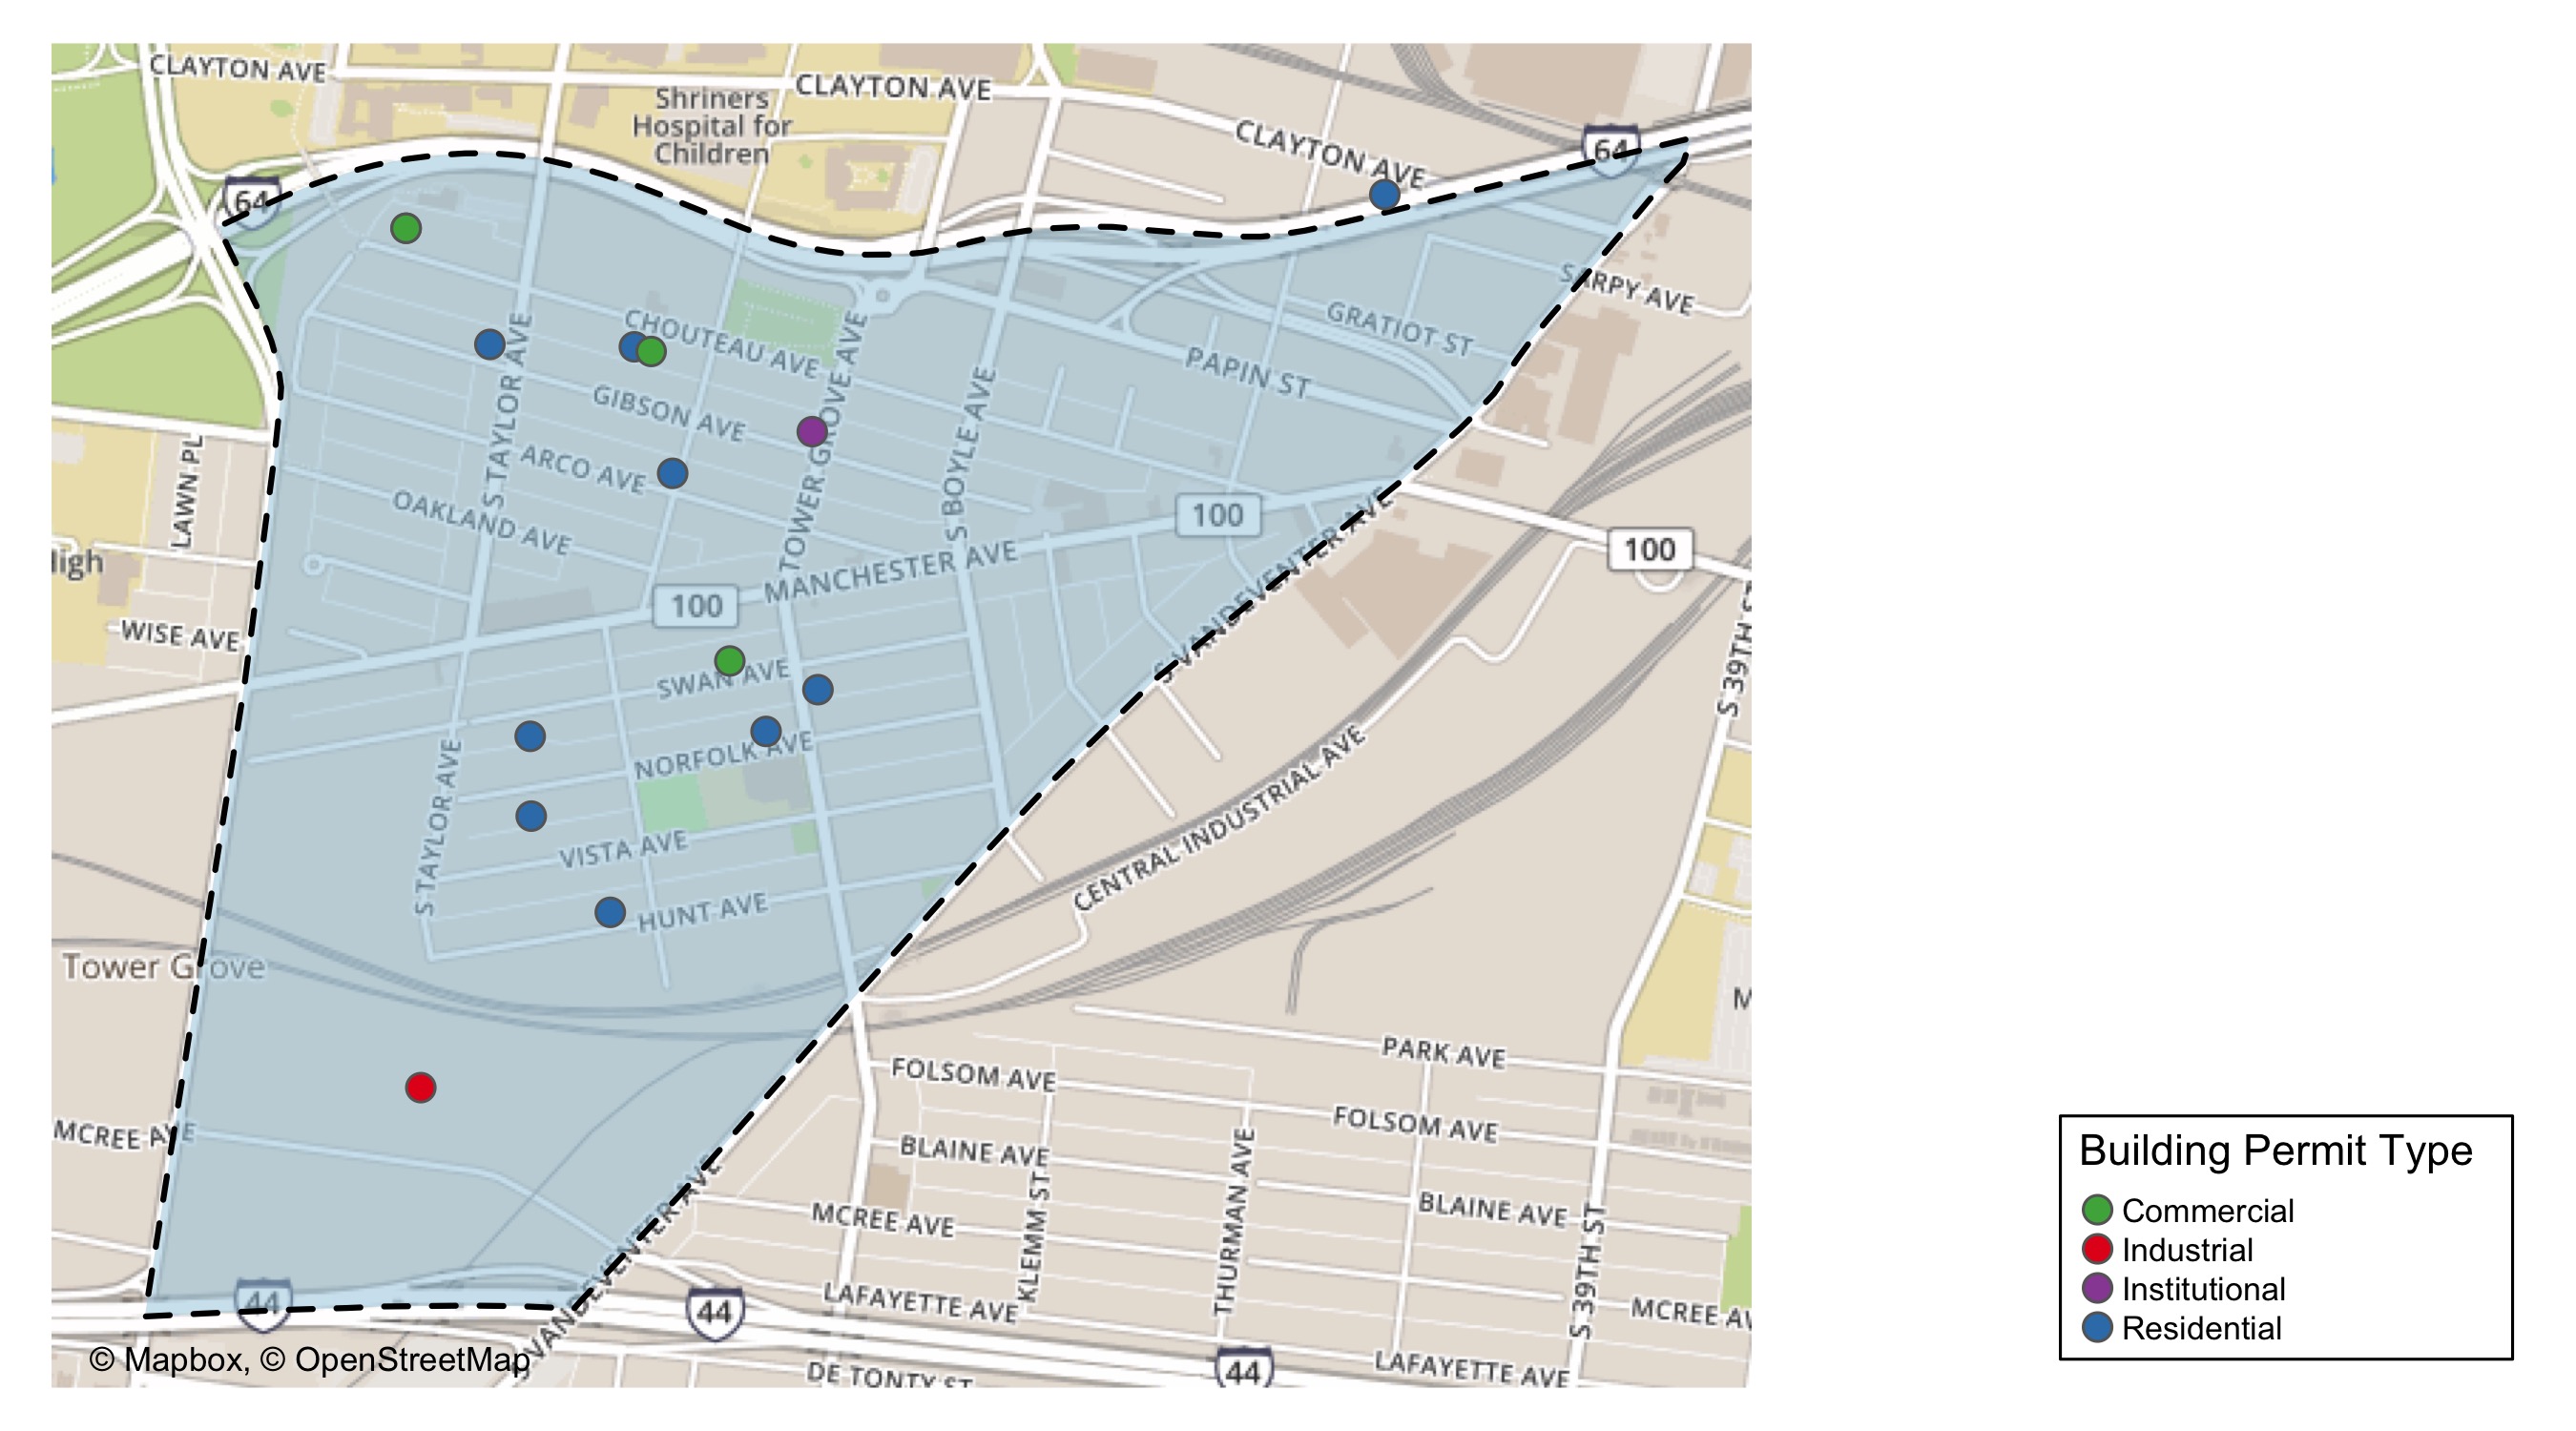 CLAYTON AVE
CLAYTON AVE
Shriners
Hospital for
Children
CLAYTON AVE
64
64
SARPY AVE
GRATIOT ST
CHOUTEAU AVE
PAPIN ST
S TAYLOR AVE
GIBSON AVE
TOWER GROVE AVE
S BOYLE AVE
ARCO AVE
LAWN PL
OAKLAND AVE
100
100
MANCHESTER AVE
100
S VANDEVENTER AVE
WISE AVE
S 39TH ST
SWAN AVE
NORFOLK AVE
S TAYLOR AVE
CENTRAL INDUSTRIAL AVE
VISTA AVE
HUNT AVE
Tower Grove
PARK AVE
FOLSOM AVE
FOLSOM AVE
MCREE AVE
BLAINE AVE
KLEMM ST
THURMAN AVE
BLAINE AVE
MCREE AVE
S VANDEVENTER AVE
S 39TH ST
44
44
LAFAYETTE AVE
MCREE AV
44
LAFAYETTE AVE
DE TONTY ST
© Mapbox, © OpenStreetMap
Building Permit Type
Commercial
Industrial
Institutional
Residential